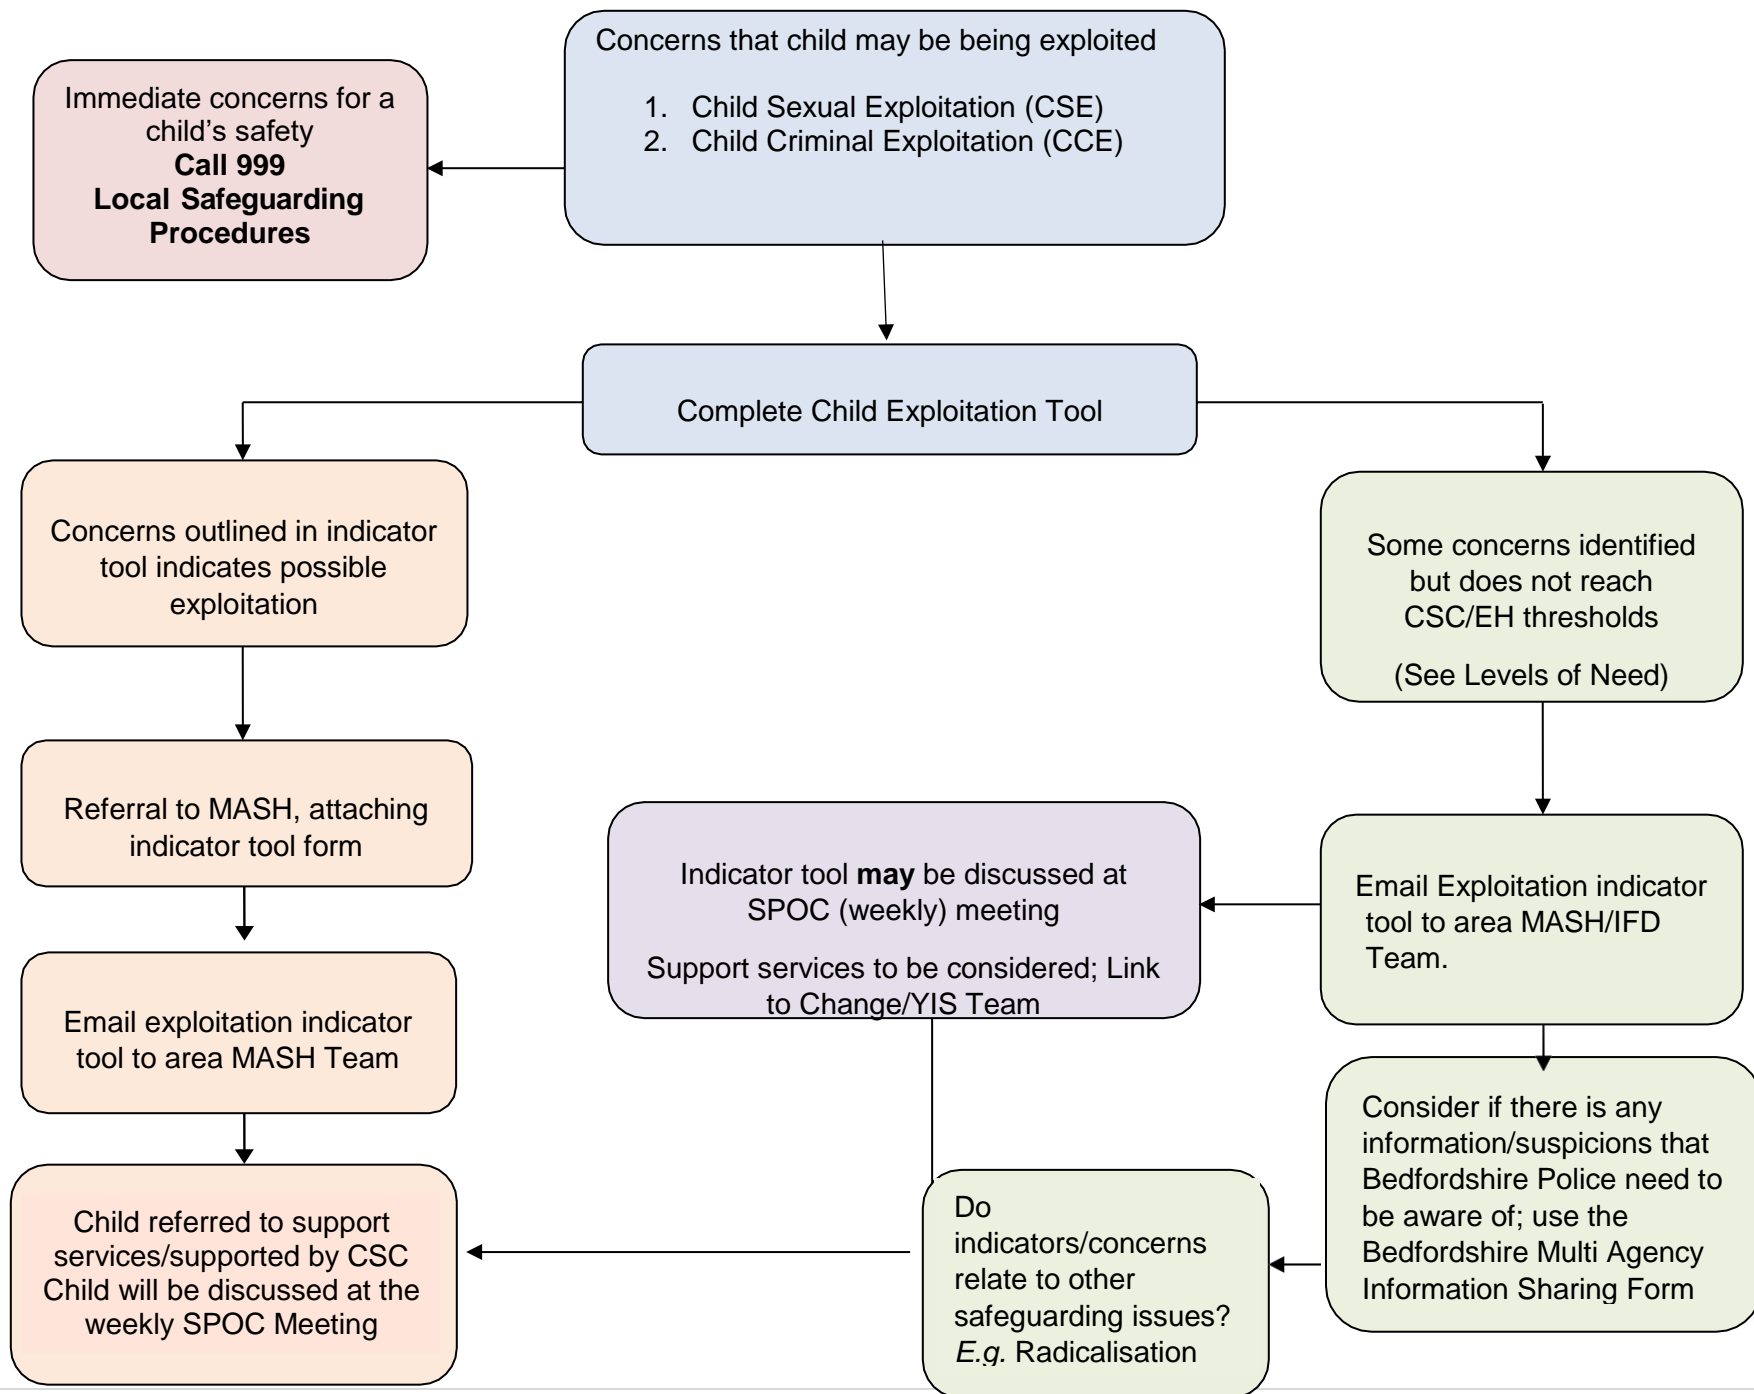 Concerns that child may be being exploited
1. Child Sexual Exploitation (CSE)
2. Child Criminal Exploitation (CCE)
Immediate concerns for a
child’s safety
Call 999
Local Safeguarding
Procedures
Complete Child Exploitation Tool
Concerns outlined in indicator
tool indicates possible
exploitation
Referral to MASH, attaching
indicator tool form
Email exploitation indicator
tool to area MASH Team
Child referred to support
services/supported by CSC
Child will be discussed at the
weekly SPOC Meeting
Some concerns identified
but does not reach
CSC/EH thresholds
(See Levels of Need)
Email Exploitation indicator
tool to area MASH/IFD
Team.
Indicator tool may be discussed at
SPOC (weekly) meeting
Support services to be considered; Link
to Change/YIS Team
Consider if there is any
information/suspicions that
Bedfordshire Police need to
be aware of; use the
Bedfordshire Multi Agency
Information Sharing Form
Do
indicators/concerns
relate to other
safeguarding issues?
E.g. Radicalisation